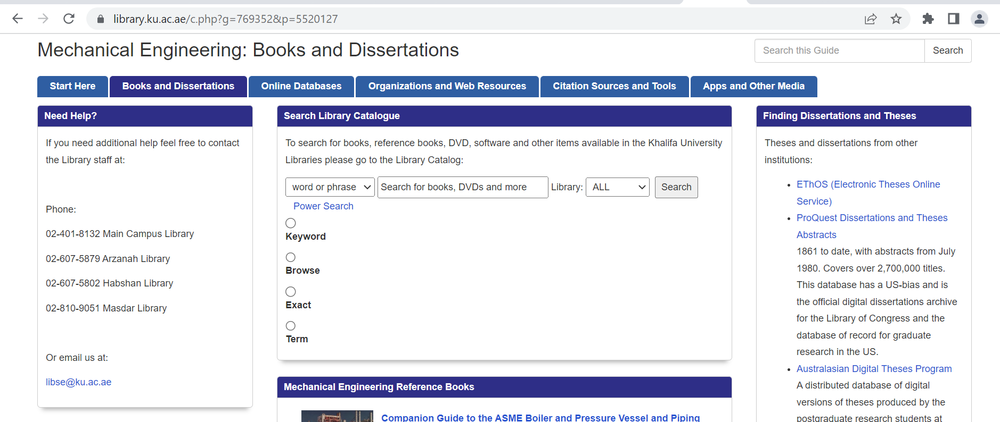 library.ku.ac.ae/c.php?g=769352&p=5520127
Mechanical Engineering: Books and Dissertations
Search this Guide
Search
Start Here
Books and Dissertations
Online Databases
Organizations and Web Resources
Citation Sources and Tools
Apps and Other Media
Need Help?
If you need additional help feel free to contact
the Library staff at:
Phone:
02-401-8132 Main Campus Library
02-607-5879 Arzanah Library
02-607-5802 Habshan Library
02-810-9051 Masdar Library
Or email us at:
libse@ku.ac.ae
Search Library Catalogue
To search for books, reference books, DVD, software and other items available in the Khalifa University
Libraries please go to the Library Catalog:
word or phrase
Search for books, DVDs and more
Library:
ALL
Search
Power Search
Keyword
Browse
Exact
Term
Mechanical Engineering Reference Books
Companion Guide to the ASME Boiler and Pressure Vessel and Piping
Finding Dissertations and Theses
Theses and dissertations from other
institutions:
EThOS (Electronic Theses Online
Service)
ProQuest Dissertations and Theses
Abstracts
1861 to date, with abstracts from July
1980. Covers over 2,700,000 titles.
This database has a US-bias and is
the official digital dissertations archive
for the Library of Congress and the
database of record for graduate
research in the US.
Australasian Digital Theses Program
A distributed database of digital
versions of theses produced by the
postgraduate research students at